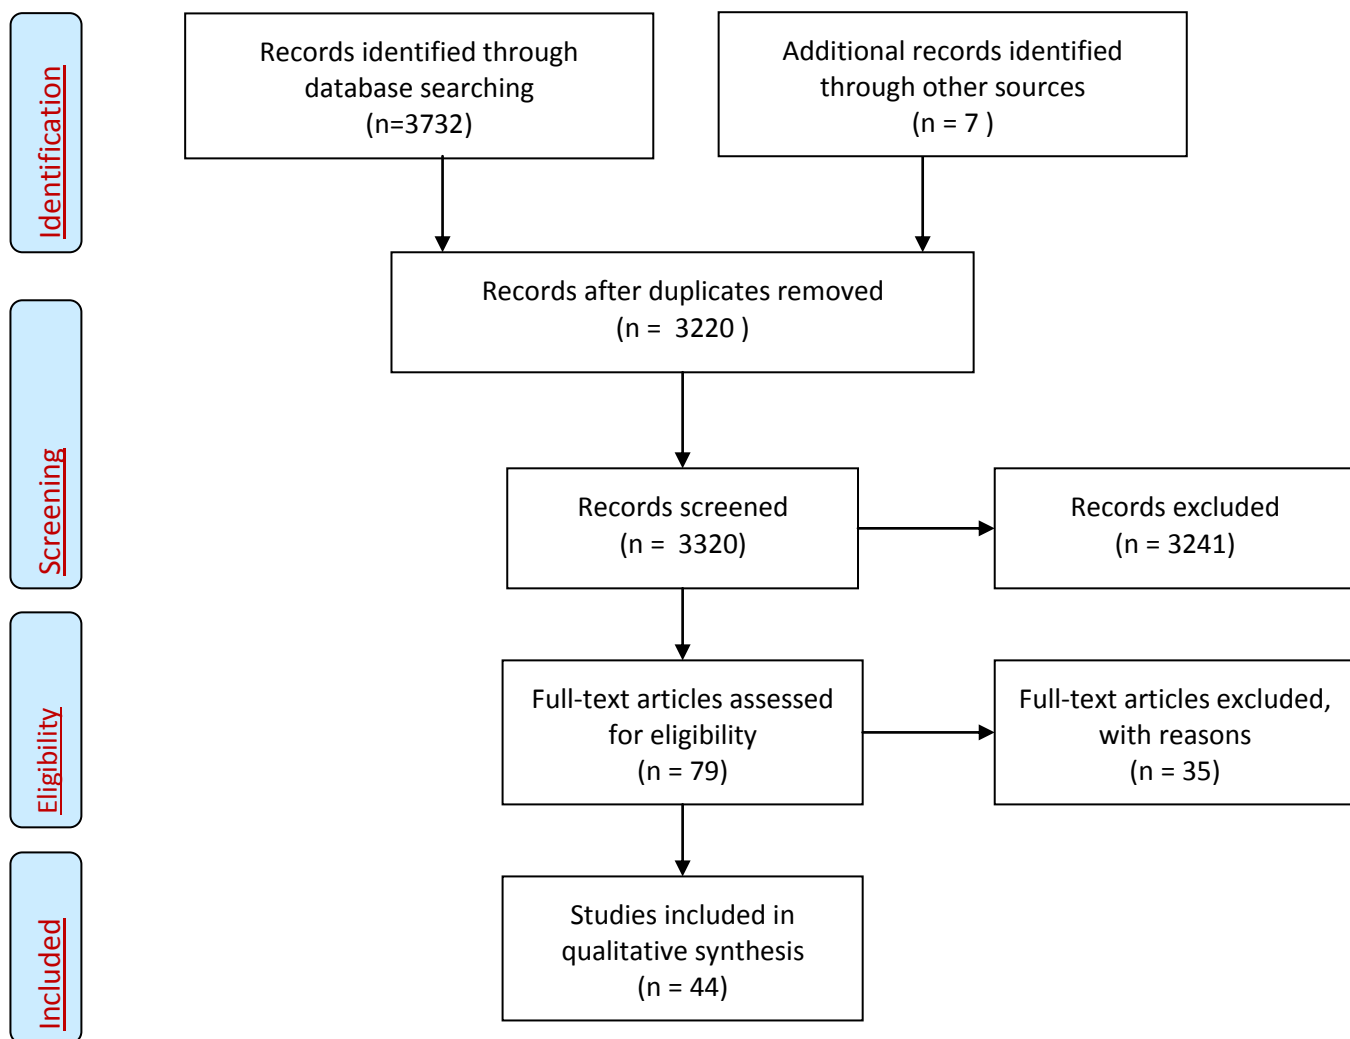 Identification
Records identified through
database searching
(n=3732)
Additional records identified
through other sources
(n = 7 )
Records after duplicates removed
(n =  3220 )
Screening
Records screened
(n =  3320)
Records excluded
(n = 3241)
Eligibility
Full-text articles assessed
for eligibility
(n = 79)
Full-text articles excluded,
with reasons
(n = 35)
Included
Studies included in
qualitative synthesis
(n = 44)